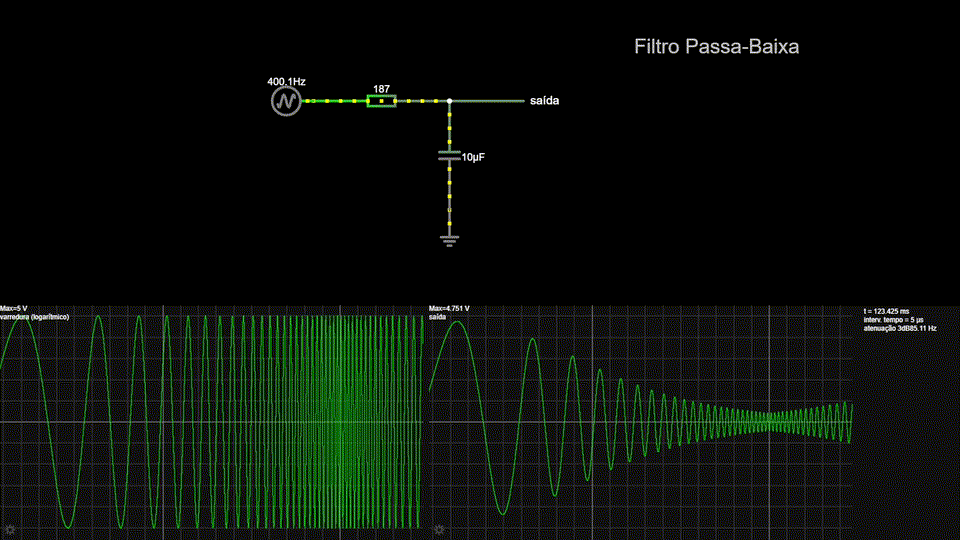 Filtro Passa-Baixa
400.1Hz
187
saída
10μF
Max=5 V
varredura (logarítmico)
Max=4.751 V
saída
t = 123.425 ms
interv. tempo = 5 μs
atenuação 3dB85.11 Hz